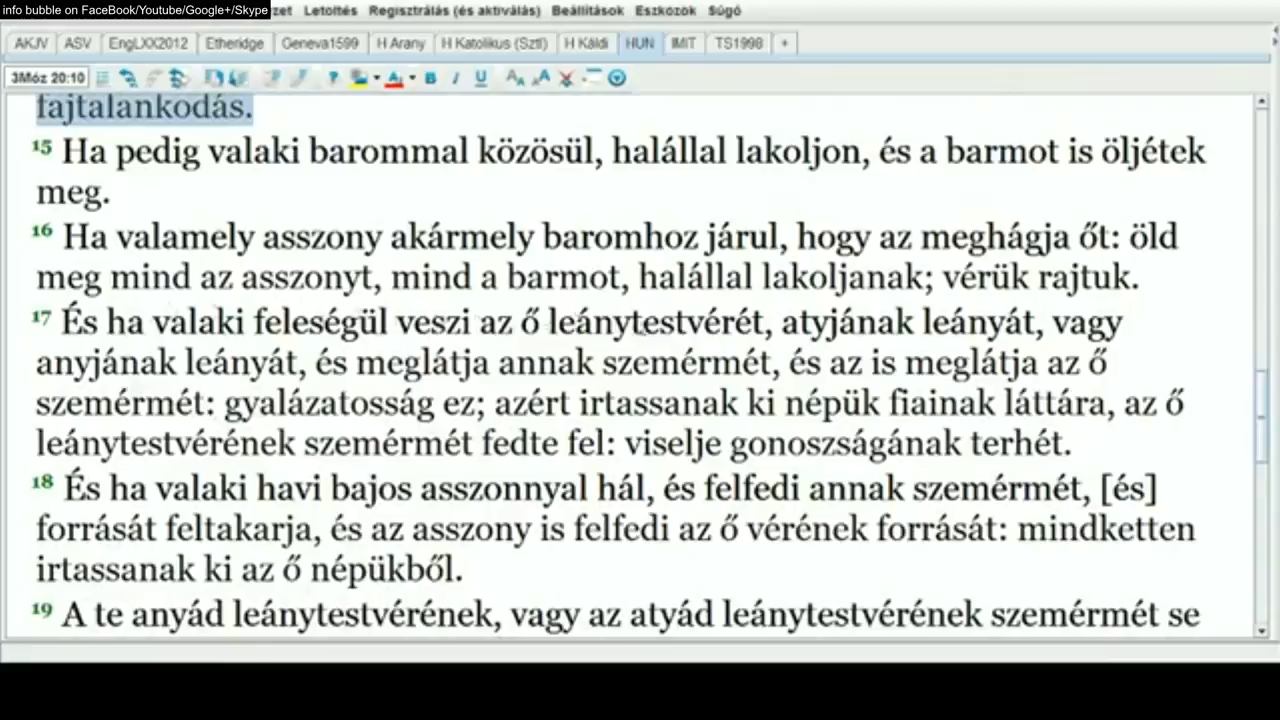 info bubble on FaceBook/Youtube/Google+/Skype zet Letoltés Regisztrálás (és aktiválás) Beállítások Eszközök Súgó
AKJV ASV EnglXX2012 Etheridge Geneva1599 H Arany H Katolikus (SztI) H Káldi HUN IMIT TS1998 +
3Móz 20:10
fajtalankodás.
15 Ha pedig valaki barommal közösül, halállal lakoljon, és a barmot is öljétek
meg.
16 Ha valamely asszony akármely baromhoz járul, hogy az meghágja őt: öld
meg mind az asszonyt, mind a barmot, halállal lakoljanak; vérük rajtuk.
17 És ha valaki feleségül veszi az ő leánytestvérét, atyjának leányát, vagy
anyjának leányát, és meglátja annak szemérmét, és az is meglátja az ő
szemérmét: gyalázatosság ez; azért irtassanak ki népük fiainak láttára, az ő
leánytestvérének szemérmét fedte fel: viselje gonoszságának terhét.
18 És ha valaki havi bajos asszonnyal hál, és felfedi annak szemérmét, [és]
forrását feltakarja, és az asszony is felfedi az ő vérének forrását: mindketten
irtassanak ki az ő népükből.
19 A te anyád leánytestvérének, vagy az atyád leánytestvérének szemérmét se